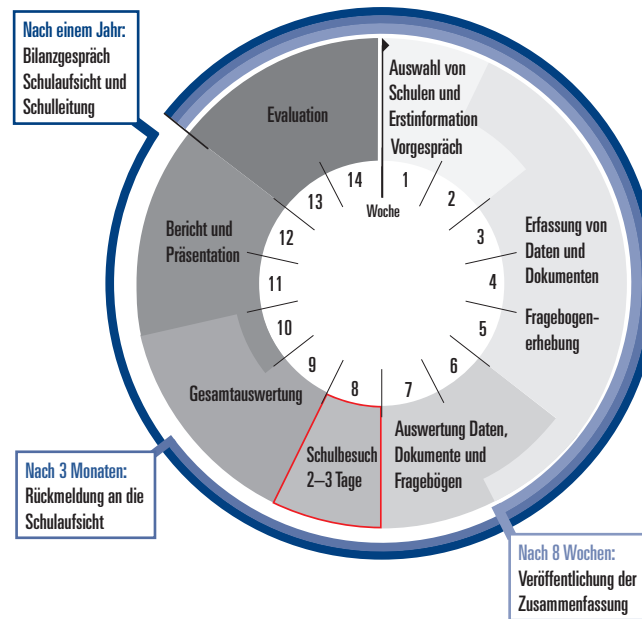 Nach einem Jahr:
Bilanzgespräch
Schulaufsicht und
Schulleitung
Evaluation
Auswahl von
Schulen und
Erstinformation
Vorgespräch
14
1
13
2
Woche
Bericht und
Präsentation
12
3
Erfassung von
Daten und
Dokumenten
11
4
Fragebogen-
erhebung
10
5
9
6
8
7
Gesamtauswertung
Schulbesuch
2–3 Tage
Auswertung Daten,
Dokumente und
Fragebögen
Nach 3 Monaten:
Rückmeldung an die
Schulaufsicht
Nach 8 Wochen:
Veröffentlichung der
Zusammenfassung